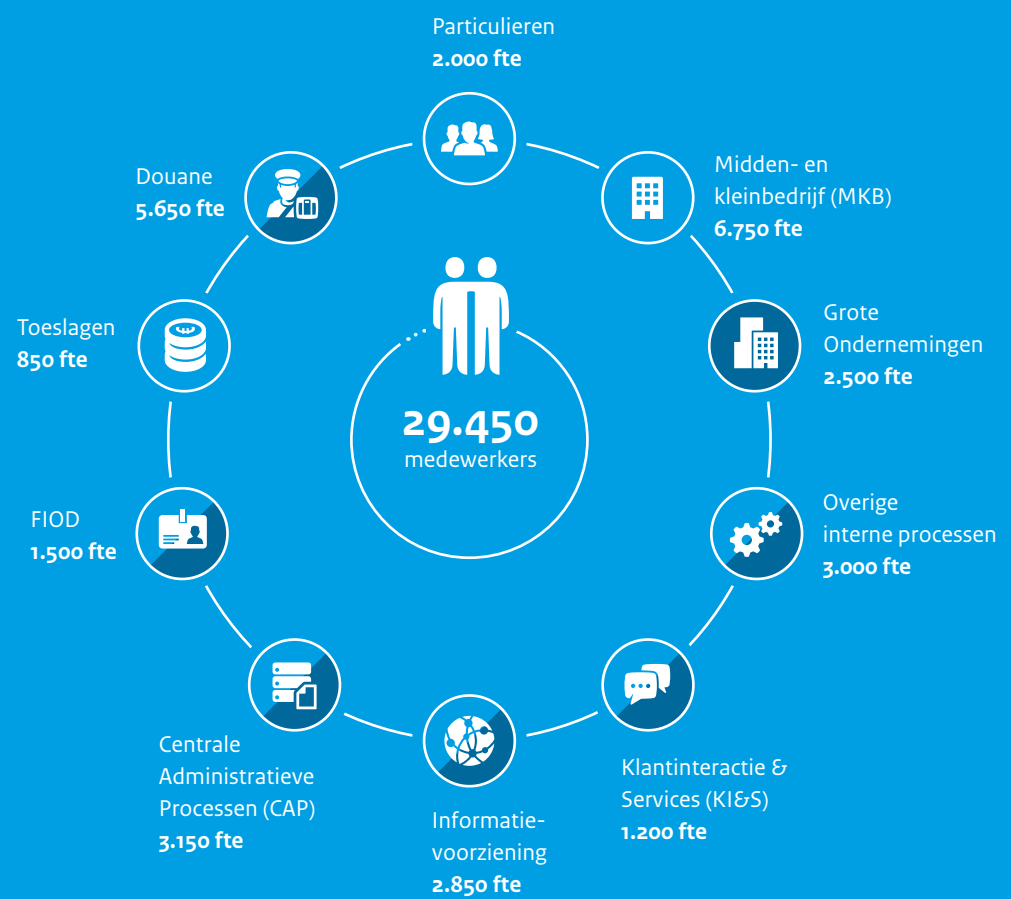 Particulieren
2.000 fte
Midden- en
kleinbedrijf (MKB)
6.750 fte
Grote
Ondernemingen
2.500 fte
Overige
interne processen
3.000 fte
Klantinteractie &
Services (KI&S)
1.200 fte
Informatie-
voorziening
2.850 fte
Centrale
Administratieve
Processen (CAP)
3.150 fte
FIOD
1.500 fte
Toeslagen
850 fte
Douane
5.650 fte
29.450
medewerkers